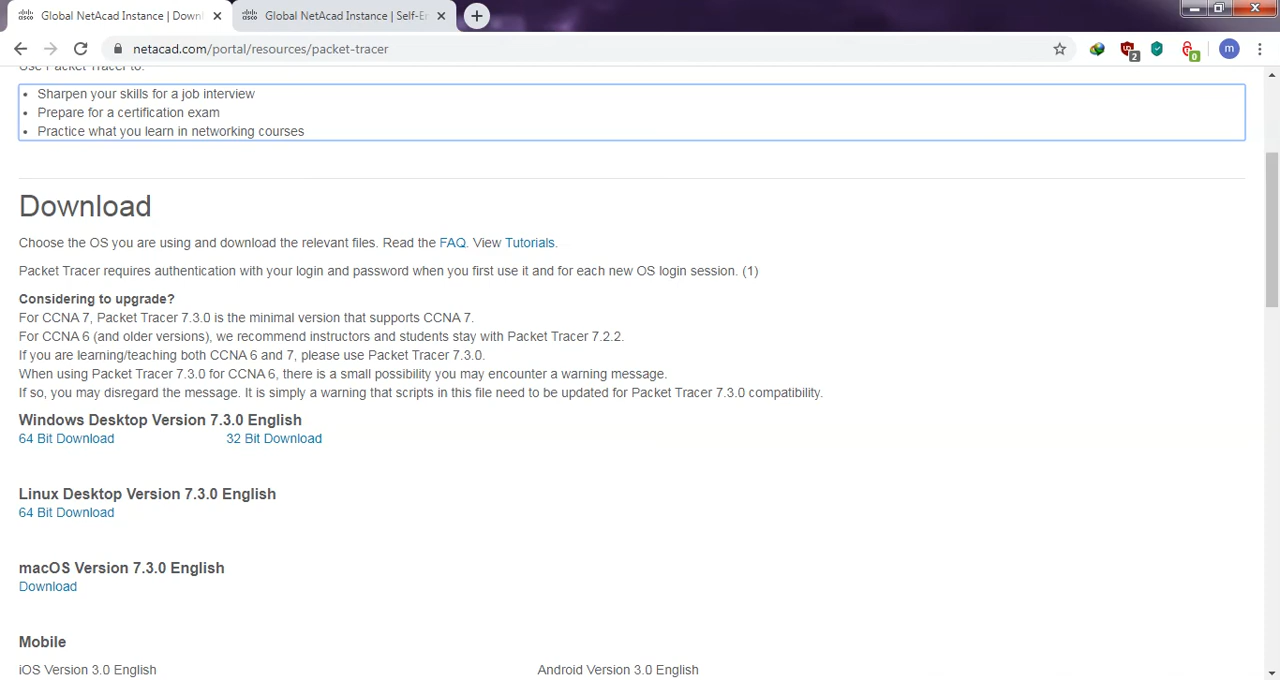 Global NetAcad Instance | Downl
Global NetAcad Instance | Self-En
netacad.com/portal/resources/packet-tracer
2
0
m
Use Packet Tracer to:
• Sharpen your skills for a job interview
• Prepare for a certification exam
• Practice what you learn in networking courses
Download
Choose the OS you are using and download the relevant files. Read the FAQ. View Tutorials.
Packet Tracer requires authentication with your login and password when you first use it and for each new OS login session. (1)
Considering to upgrade?
For CCNA 7, Packet Tracer 7.3.0 is the minimal version that supports CCNA 7.
For CCNA 6 (and older versions), we recommend instructors and students stay with Packet Tracer 7.2.2.
If you are learning/teaching both CCNA 6 and 7, please use Packet Tracer 7.3.0.
When using Packet Tracer 7.3.0 for CCNA 6, there is a small possibility you may encounter a warning message.
If so, you may disregard the message. It is simply a warning that scripts in this file need to be updated for Packet Tracer 7.3.0 compatibility.
Windows Desktop Version 7.3.0 English
64 Bit Download 32 Bit Download
Linux Desktop Version 7.3.0 English
64 Bit Download
macOS Version 7.3.0 English
Download
Mobile
iOS Version 3.0 English Android Version 3.0 English